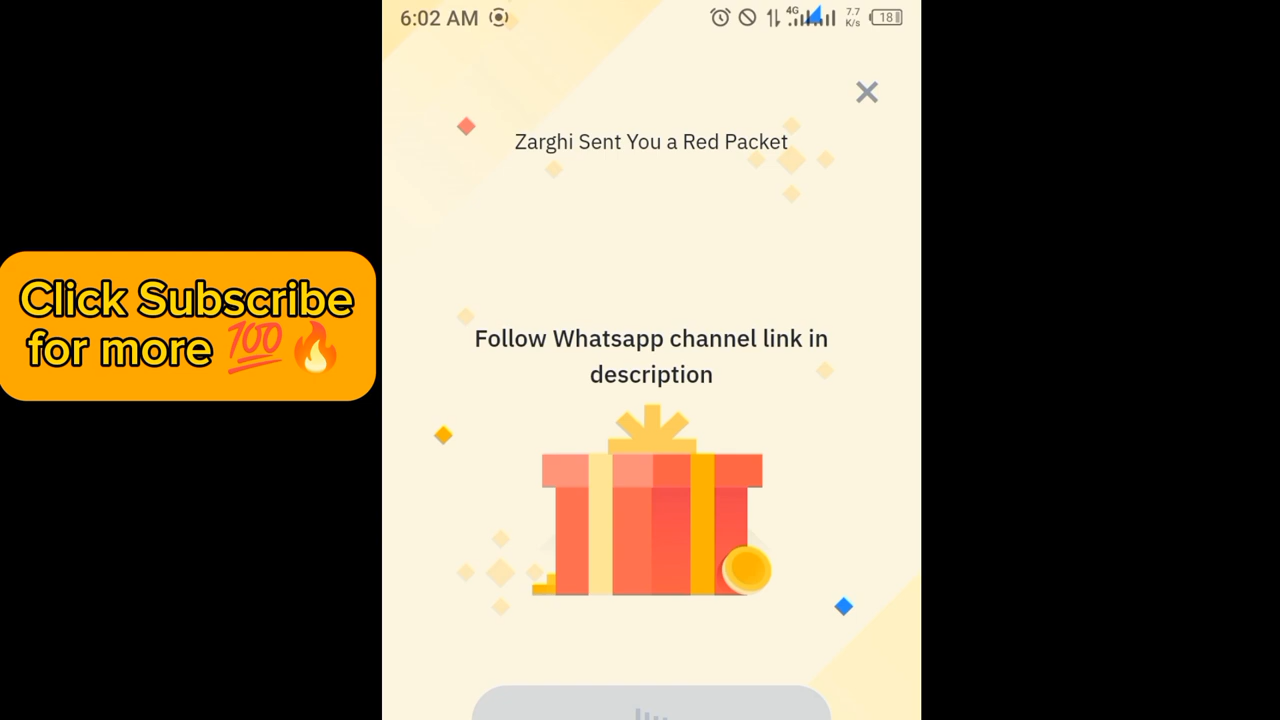 6:02 AM
4G
7.7
K/s
18
Zarghi Sent You a Red Packet
Click Subscribe
for more 💯🔥
Follow Whatsapp channel link in
description